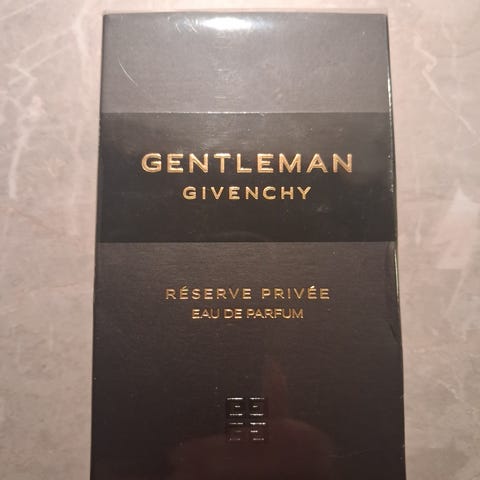 GENTLEMAN
GIVENCHY
RÉSERVE PRIVÉE
EAU DE PARFUM